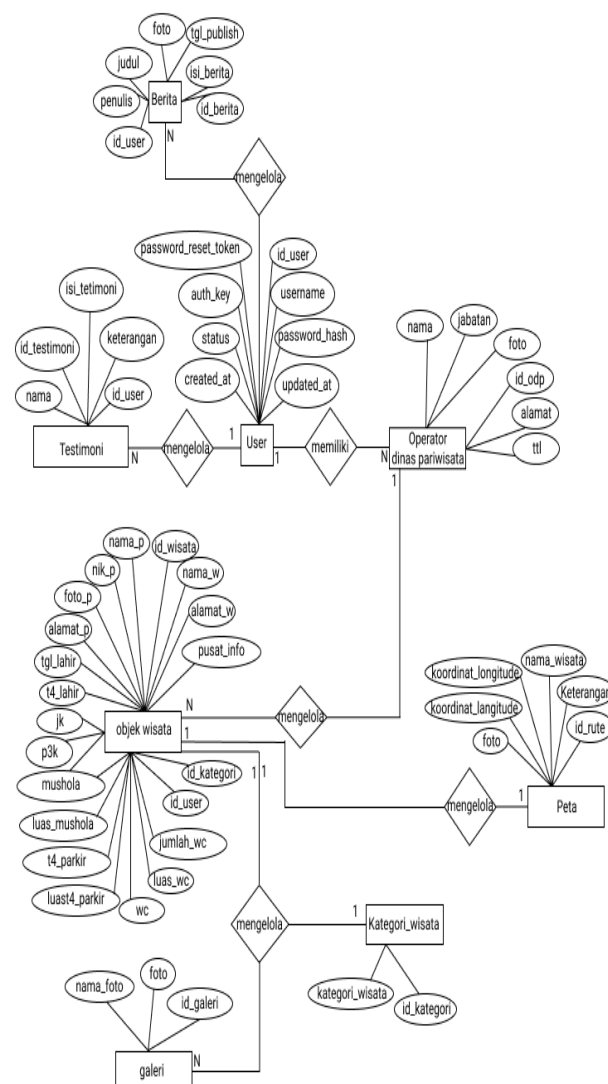 foto
tgl_publish
judul
isi_berita
Berita
penulis
id_berita
id_user
N
mengelola
password_reset_token
id_user
isi_tetimoni
auth_key
username
nama
jabatan
id_testimoni
keterangan
status
password_hash
foto
created_at
updated_at
id_odp
nama
id_user
alamat
Testimoni
N
mengelola
1
User
1
memiliki
N
Operator
dinas pariwisata
ttl
1
nama_p
id_wisata
nik_p
nama_w
foto_p
alamat_w
alamat_p
pusat_info
tgl_lahir
t4_lahir
jk
objek wisata
N
mengelola
p3k
1
mushola
id_kategori
1
1
id_user
luas_mushola
jumlah_wc
t4_parkir
luas_wc
luast4_parkir
wc
koordinat_longitude
nama_wisata
Keterangan
koordinat_langitude
id_rute
foto
mengelola
1
Peta
mengelola
1
Kategori_wisata
kategori_wisata
id_kategori
nama_foto
foto
id_galeri
galeri
N